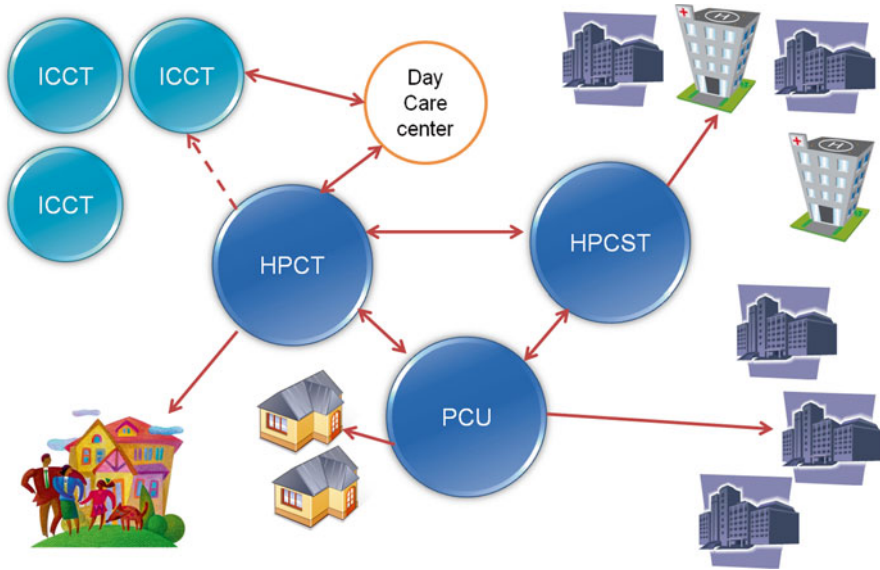 ICCT
ICCT
Day
Care
center
ICCT
HPCT
HPCST
PCU
H
H